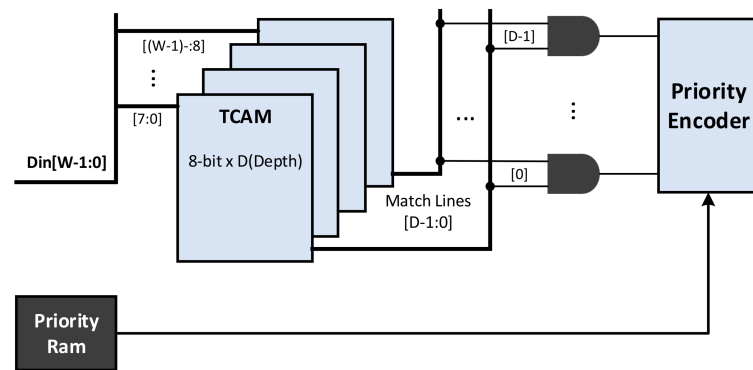 [(W-1)-:8]
[D-1]
Priority
Encoder
[7:0]
TCAM
8-bit x D(Depth)
Din[W-1:0]
...
[0]
Match Lines
[D-1:0]
Priority
Ram